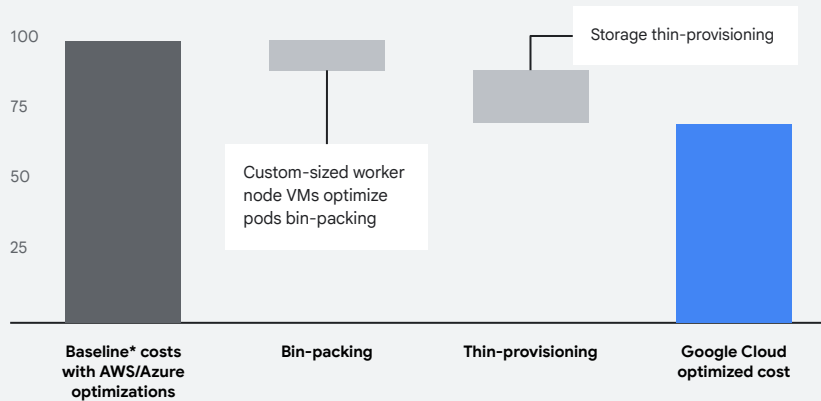 100
75
50
25
Storage thin-provisioning
Custom-sized worker
node VMs optimize
pods bin-packing
Baseline* costs
with AWS/Azure
optimizations
Bin-packing
Thin-provisioning
Google Cloud
optimized cost